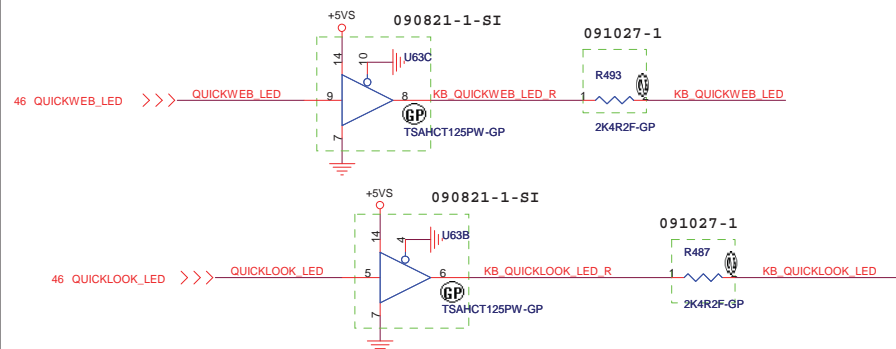 +5VS
090821-1-SI
091027-1
14
10
U63C
R493
46 QUICKWEB_LED
QUICKWEB_LED
9
8
KB_QUICKWEB_LED_R
1
KB_QUICKWEB_LED
GP
7
TSAHCT125PW-GP
2K4R2F-GP
+5VS
090821-1-SI
091027-1
14
4
U63B
R487
46 QUICKLOOK_LED
QUICKLOOK_LED
5
6
KB_QUICKLOOK_LED_R
1
KB_QUICKLOOK_LED
GP
7
TSAHCT125PW-GP
2K4R2F-GP